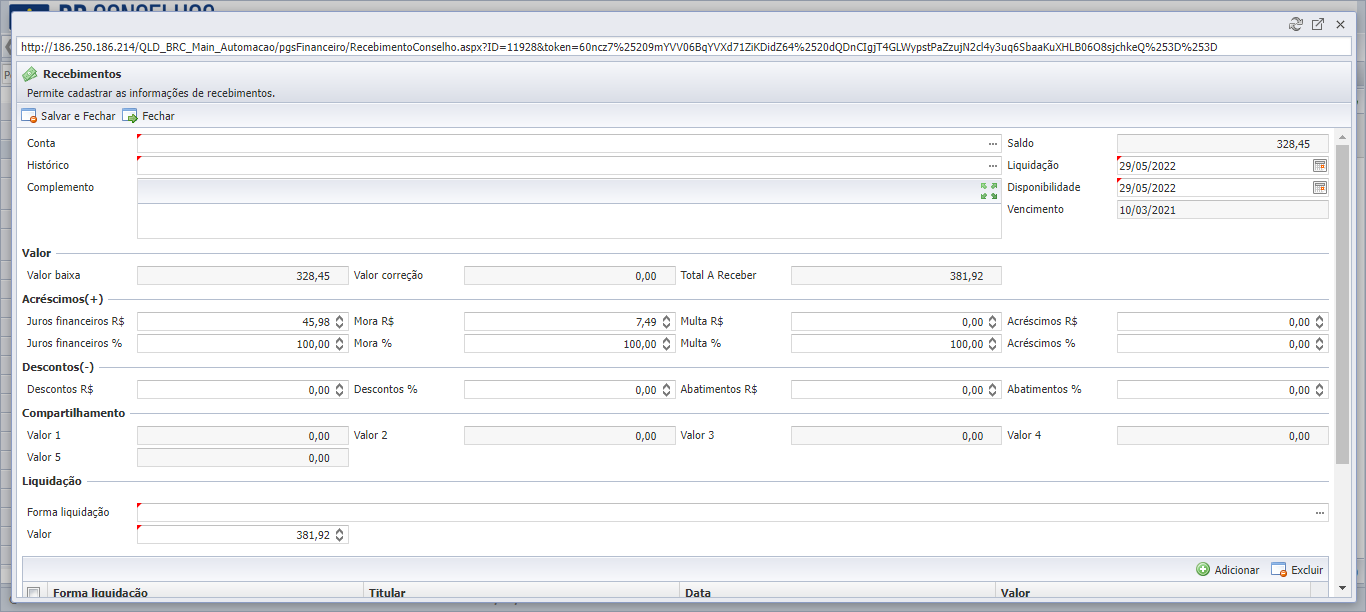 http://186.250.186.214/QLD_BRC_Main_Automacao/pgsFinanceiro/RecebimentoConselho.aspx?ID=11928&token=60ncz7%25209mYVV06BqYVXd71ZiKDidZ64%2520dQDnCIgjT4GLWypstPaZzujN2cl4y3uq6SbaaKuXHLB06O8sjchkeQ%253D%253D
Recebimentos
Permite cadastrar as informações de recebimentos.
Salvar e Fechar Fechar
Conta ... Saldo 328,45
Histórico ... Liquidação 29/05/2022
Complemento Disponibilidade 29/05/2022
Vencimento 10/03/2021
Valor
Valor baixa 328,45 Valor correção 0,00 Total A Receber 381,92
Acréscimos(+)
Juros financeiros R$ 45,98 Mora R$ 7,49 Multa R$ 0,00 Acréscimos R$ 0,00
Juros financeiros % 100,00 Mora % 100,00 Multa % 100,00 Acréscimos % 0,00
Descontos(-)
Descontos R$ 0,00 Descontos % 0,00 Abatimentos R$ 0,00 Abatimentos % 0,00
Compartilhamento
Valor 1 0,00 Valor 2 0,00 Valor 3 0,00 Valor 4 0,00
Valor 5 0,00
Liquidação
Forma liquidação ...
Valor 381,92
Adicionar Excluir
Forma liquidação Titular Data Valor